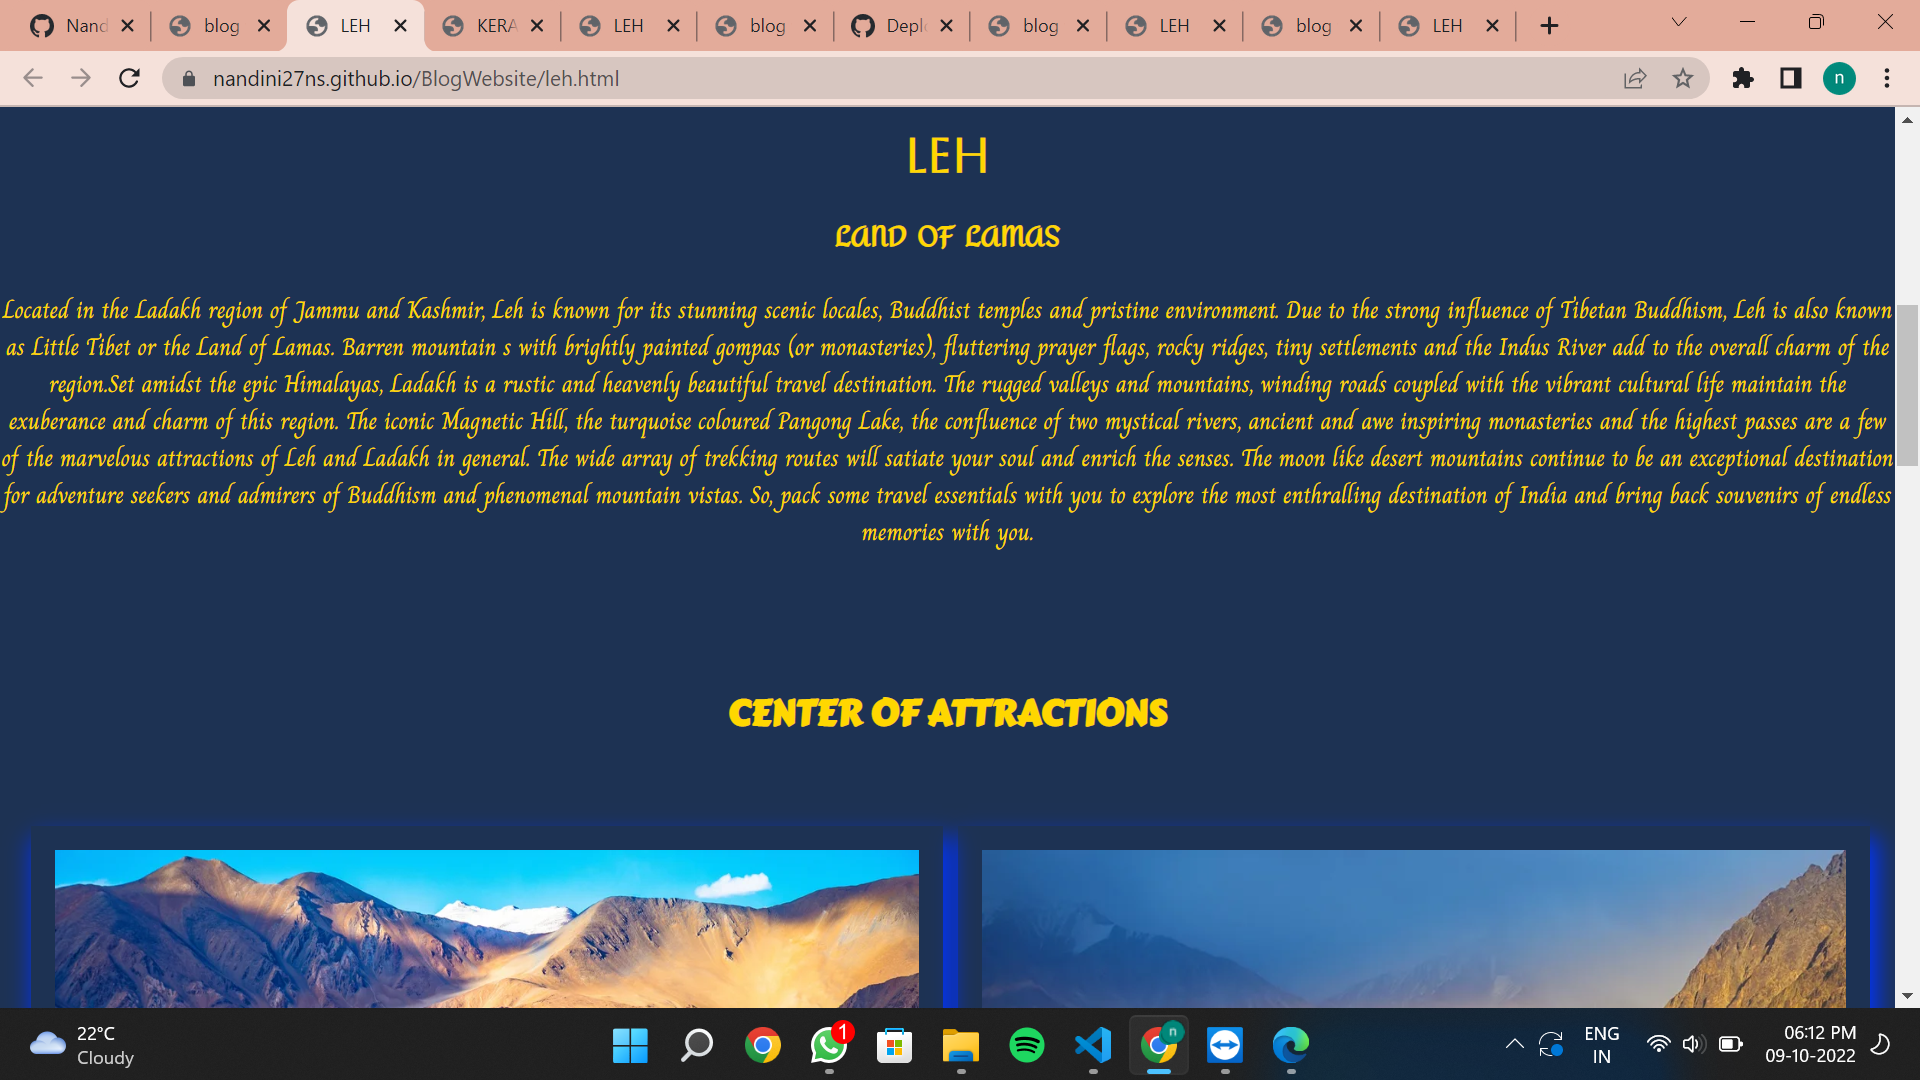 Nand
blog
LEH
KERA
LEH
blog
Deplo
blog
LEH
blog
LEH
nandini27ns.github.io/BlogWebsite/leh.html
n
LEH
LAND OF LAMAS
Located in the Ladakh region of Jammu and Kashmir, Leh is known for its stunning scenic locales, Buddhist temples and pristine environment. Due to the strong influence of Tibetan Buddhism, Leh is also known
as Little Tibet or the Land of Lamas. Barren mountain s with brightly painted gompas (or monasteries), fluttering prayer flags, rocky ridges, tiny settlements and the Indus River add to the overall charm of the
region.Set amidst the epic Himalayas, Ladakh is a rustic and heavenly beautiful travel destination. The rugged valleys and mountains, winding roads coupled with the vibrant cultural life maintain the
exuberance and charm of this region. The iconic Magnetic Hill, the turquoise coloured Pangong Lake, the confluence of two mystical rivers, ancient and awe inspiring monasteries and the highest passes are a few
of the marvelous attractions of Leh and Ladakh in general. The wide array of trekking routes will satiate your soul and enrich the senses. The moon like desert mountains continue to be an exceptional destination
for adventure seekers and admirers of Buddhism and phenomenal mountain vistas. So, pack some travel essentials with you to explore the most enthralling destination of India and bring back souvenirs of endless
memories with you.
CENTER OF ATTRACTIONS
22°C
Cloudy
1
n
ENG
IN
06:12 PM
09-10-2022